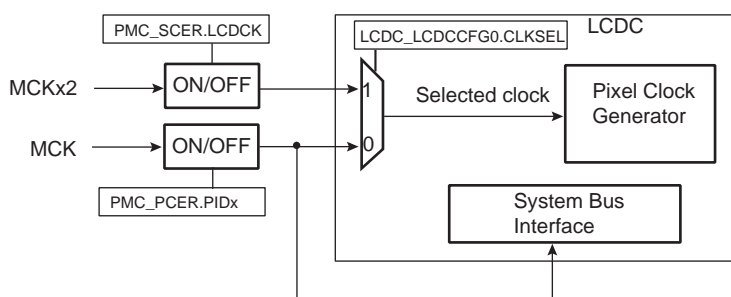 PMC_SCER.LCDCK
LCDC_LCDCCFG0.CLKSEL
LCDC
MCKx2
ON/OFF
1
Selected clock
Pixel Clock
Generator
MCK
ON/OFF
0
PMC_PCER.PIDx
System Bus
Interface